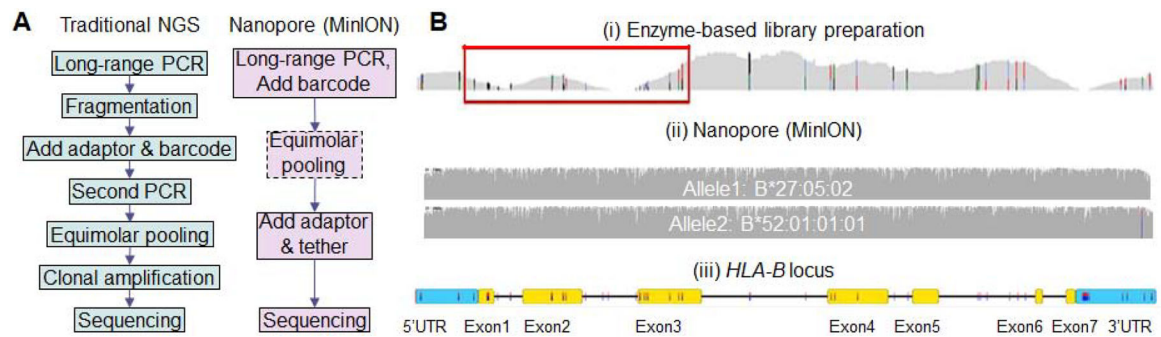 A
Traditional NGS
Long-range PCR
Fragmentation
Add adaptor & barcode
Second PCR
Equimolar pooling
Clonal amplification
Sequencing
Nanopore (MinION)
Long-range PCR,
Add barcode
Equimolar
pooling
Add adaptor
& tether
Sequencing
B
(i) Enzyme-based library preparation
(ii) Nanopore (MinION)
Allele1: B*27:05:02
Allele2: B*52:01:01:01
(iii) HLA-B locus
5'UTR Exon1 Exon2 Exon3 Exon4 Exon5 Exon6 Exon7 3'UTR